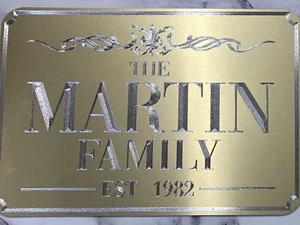 THE
MARTIN
FAMILY
EST 1982